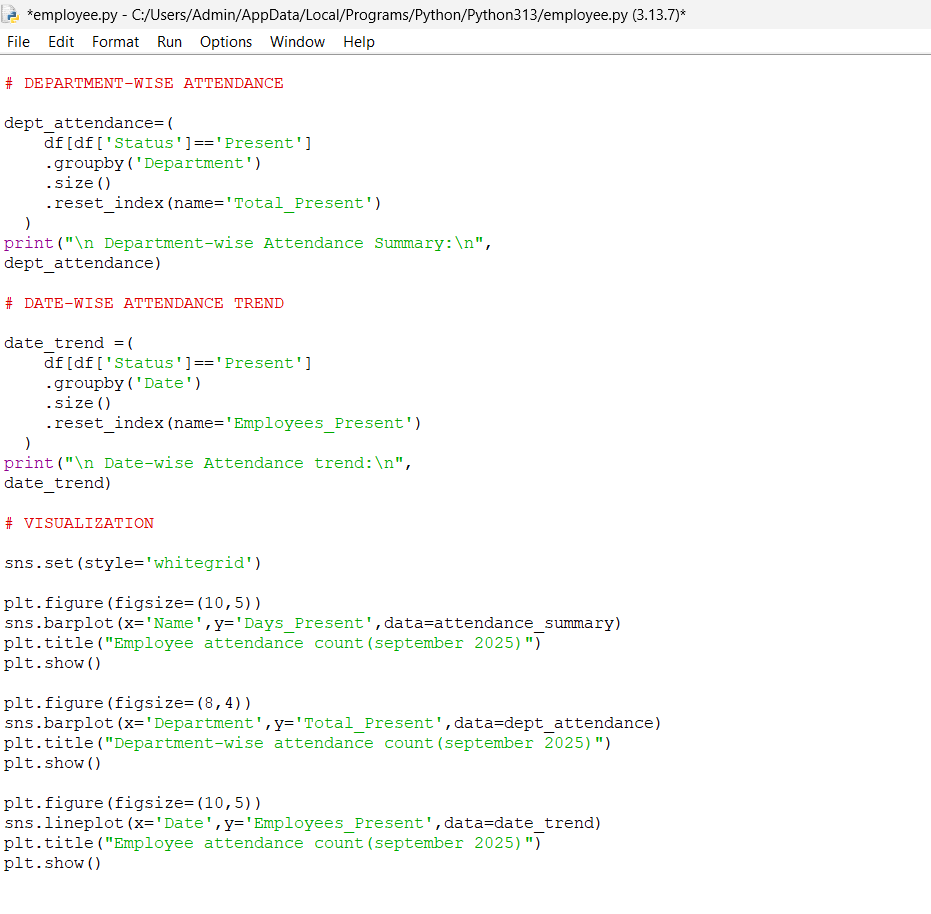 *employee.py - C:/Users/Admin/AppData/Local/Programs/Python/Python313/employee.py (3.13.7)*
File Edit Format Run Options Window Help
# DEPARTMENT-WISE ATTENDANCE
dept_attendance=(
    df[df['Status']=='Present']
    .groupby('Department')
    .size()
    .reset_index(name='Total_Present')
  )
print("\n Department-wise Attendance Summary:\n",
dept_attendance)
# DATE-WISE ATTENDANCE TREND
date_trend =(
    df[df['Status']=='Present']
    .groupby('Date')
    .size()
    .reset_index(name='Employees_Present')
  )
print("\n Date-wise Attendance trend:\n",
date_trend)
# VISUALIZATION
sns.set(style='whitegrid')
plt.figure(figsize=(10,5))
sns.barplot(x='Name',y='Days_Present',data=attendance_summary)
plt.title("Employee attendance count(september 2025)")
plt.show()
plt.figure(figsize=(8,4))
sns.barplot(x='Department',y='Total_Present',data=dept_attendance)
plt.title("Department-wise attendance count(september 2025)")
plt.show()
plt.figure(figsize=(10,5))
sns.lineplot(x='Date',y='Employees_Present',data=date_trend)
plt.title("Employee attendance count(september 2025)")
plt.show()